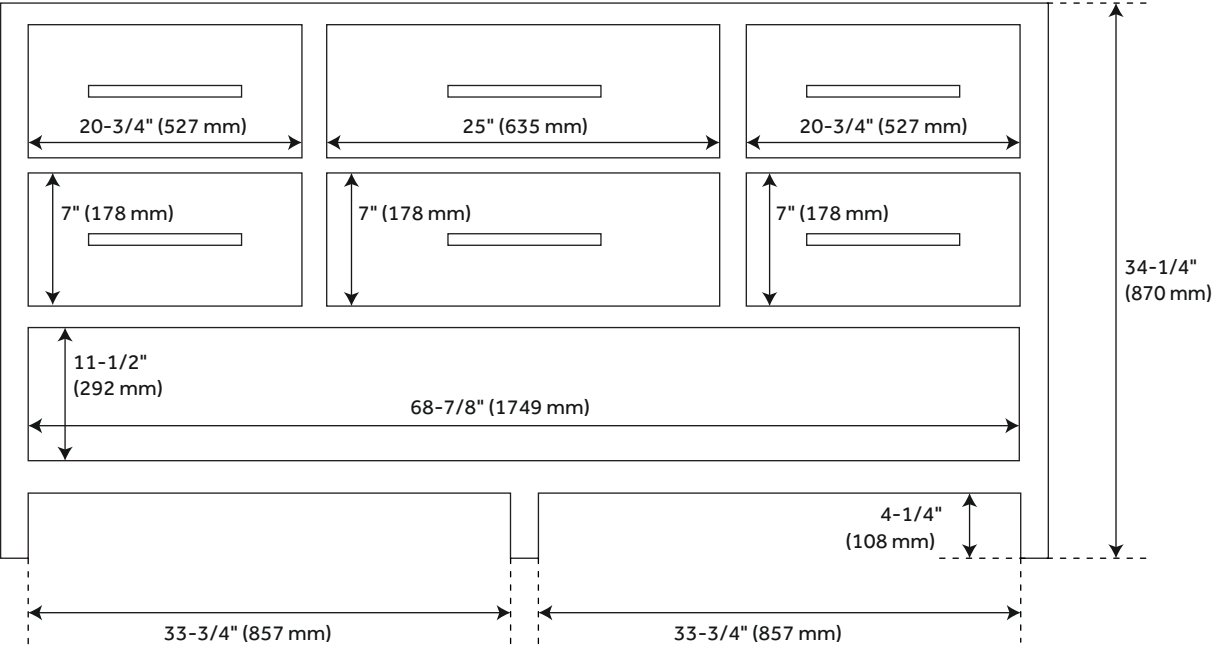 20-3/4" (527 mm)
25" (635 mm)
20-3/4" (527 mm)
7" (178 mm)
7" (178 mm)
7" (178 mm)
34-1/4"
(870 mm)
11-1/2"
(292 mm)
68-7/8" (1749 mm)
4-1/4"
(108 mm)
33-3/4" (857 mm)
33-3/4" (857 mm)